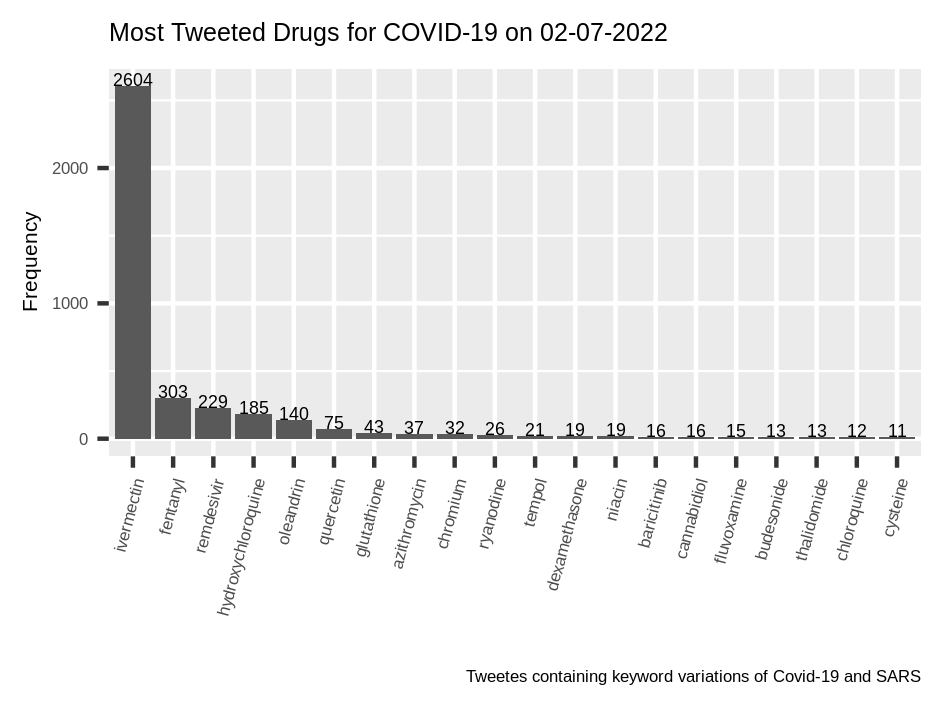 Most Tweeted Drugs for COVID-19 on 02-07-2022
Frequency
2000
1000
0
2604
303
229
185
140
75
43
37
32
26
21
19
19
16
16
15
13
13
12
11
ivermectin
fentanyl
remdesivir
hydroxychloroquine
oleandrin
quercetin
glutathione
azithromycin
chromium
ryanodine
tempol
dexamethasone
niacin
baricitinib
cannabidiol
fluvoxamine
budesonide
thalidomide
chloroquine
cysteine
Tweetes containing keyword variations of Covid-19 and SARS